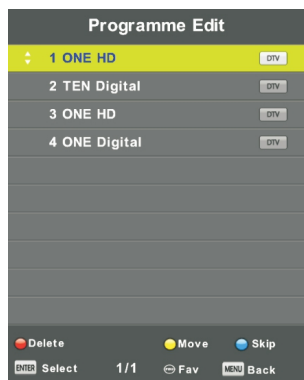 Programme Edit
1 ONE HD DTV
2 TEN Digital DTV
3 ONE HD DTV
4 ONE Digital DTV
Delete Move Skip
ENTER Select 1/1 Fav MENU Back